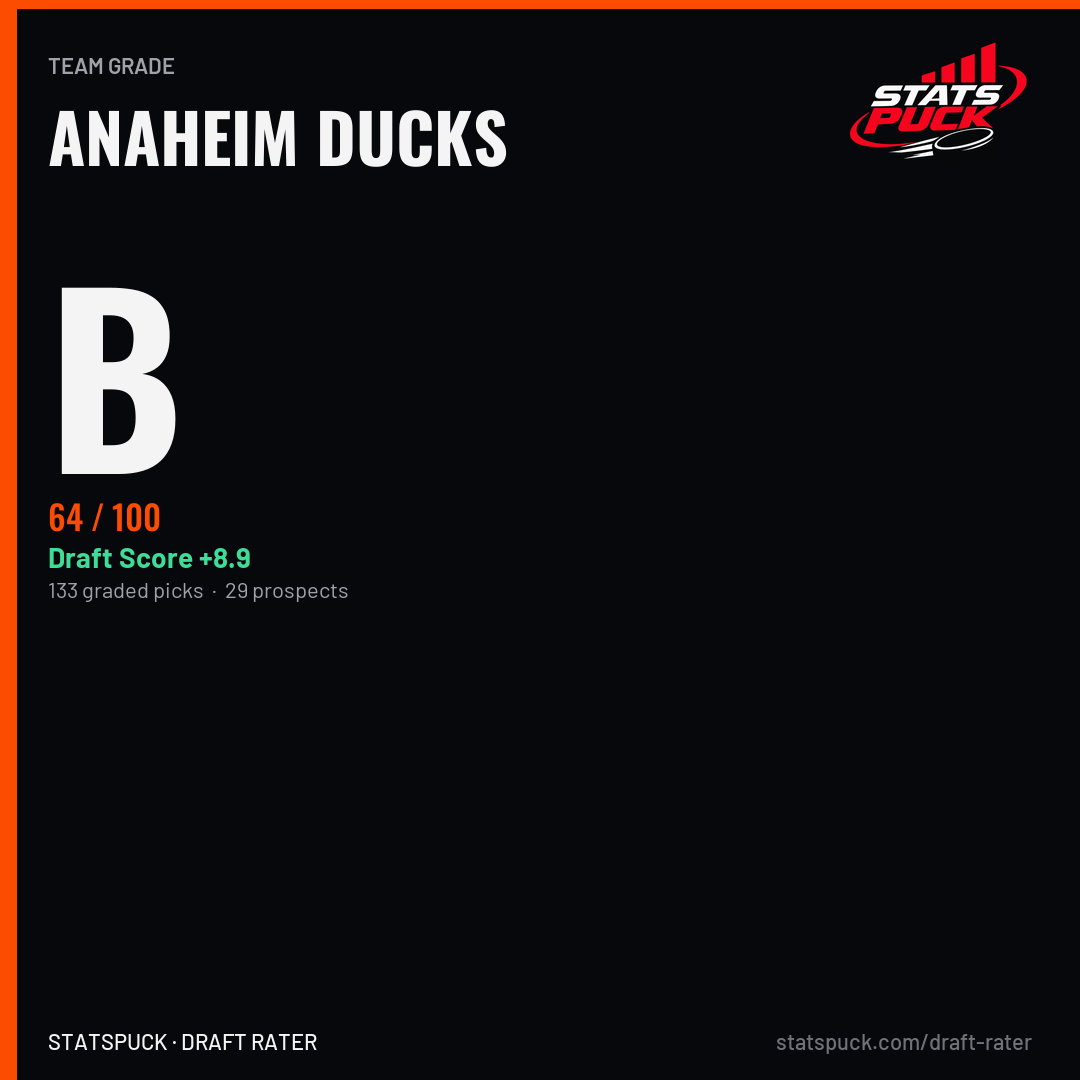 TEAM GRADE
ANAHEIM DUCKS
STATS
PUCK
B
64 / 100
Draft Score +8.9
133 graded picks · 29 prospects
STATSPUCK · DRAFT RATER
statspuck.com/draft-rater